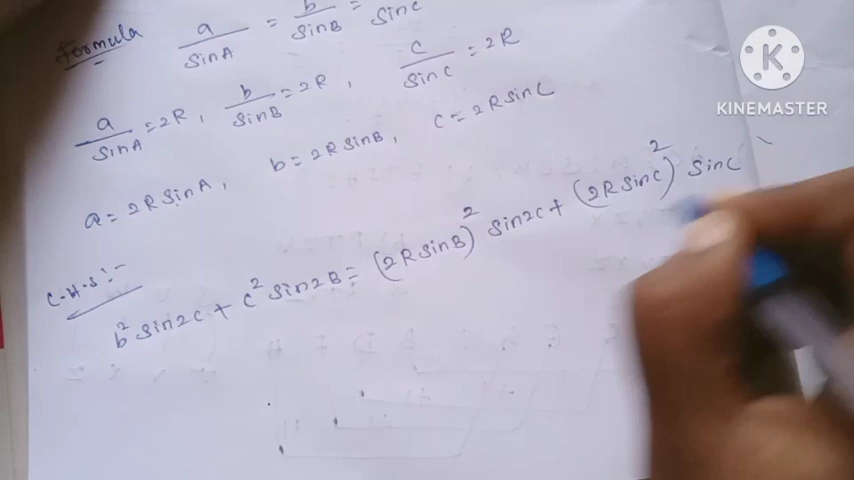 Formula a/sinA = b/sinB = /sinC
a/sinA = 2R, b/sinB = 2R, c/sinC = 2R
a = 2R sinA, b = 2R sinB, c = 2R sinC
L.H.S:-
b² sin2c + c² sin2B = (2R sinB)² sin2c + (2R sinc)² sinc
KINEMASTER